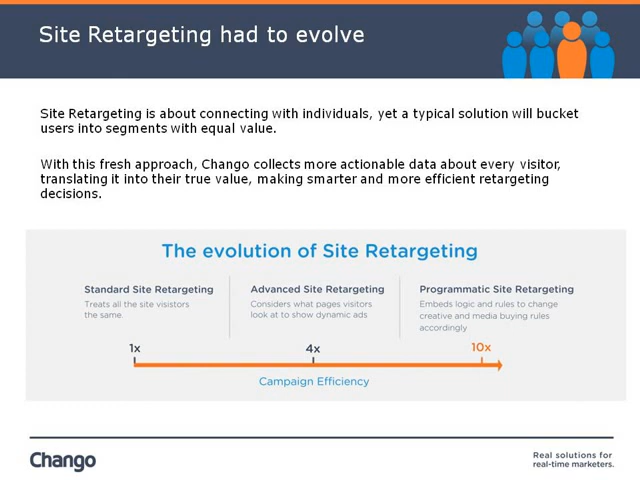 Site Retargeting had to evolve
Site Retargeting is about connecting with individuals, yet a typical solution will bucket
users into segments with equal value.
With this fresh approach, Chango collects more actionable data about every visitor,
translating it into their true value, making smarter and more efficient retargeting
decisions.
The evolution of Site Retargeting
Standard Site Retargeting
Treats all the site visistors
the same.
Advanced Site Retargeting
Considers what pages visitors
look at to show dynamic ads
Programmatic Site Retargeting
Embeds logic and rules to change
creative and media buying rules
accordingly
1x
4x
10x
Campaign Efficiency
Chango
Real solutions for
real-time marketers.